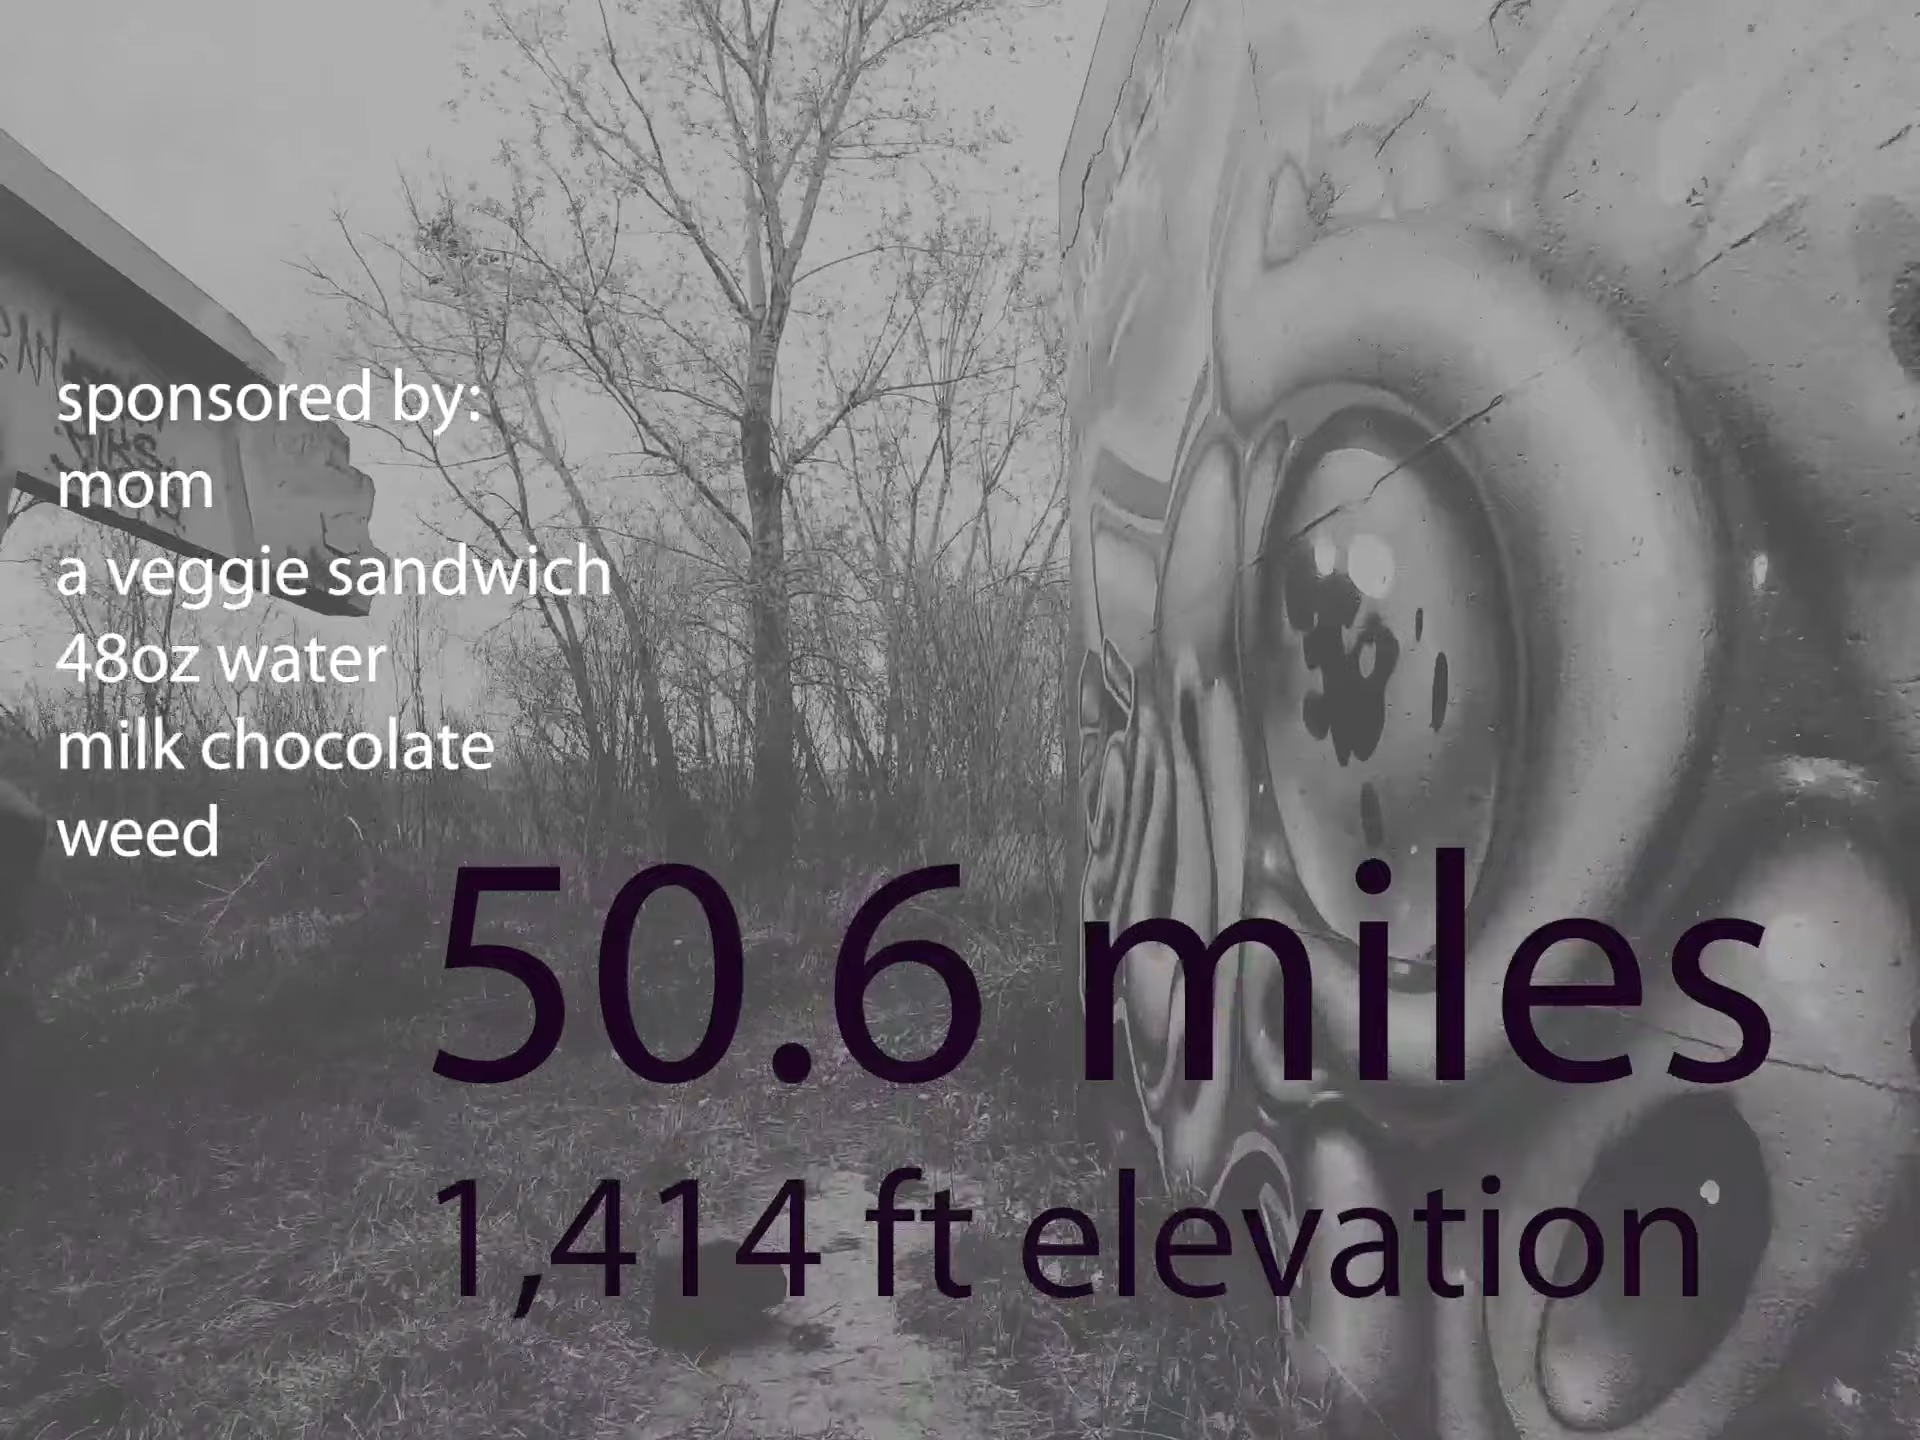 sponsored by:
mom
a veggie sandwich
48oz water
milk chocolate
weed
50.6 miles
1,414 ft elevation